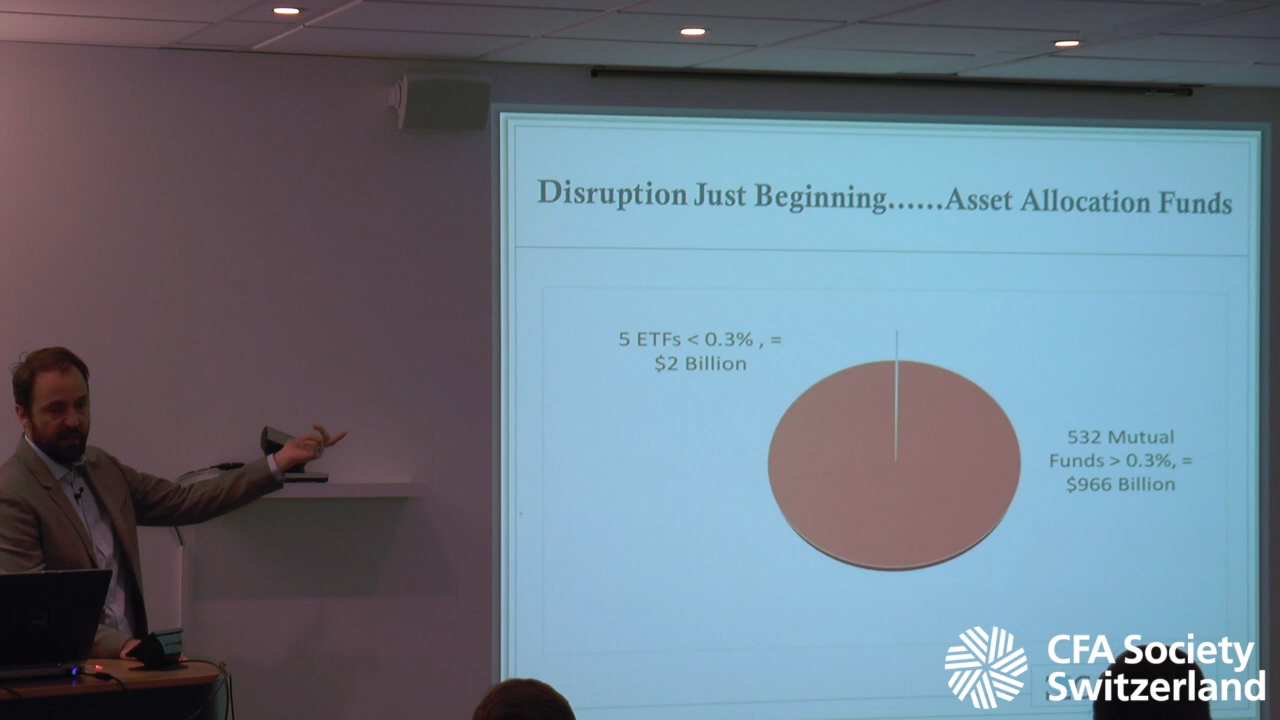 Disruption Just Beginning......Asset Allocation Funds
5 ETFs < 0.3% , =
$2 Billion
532 Mutual
Funds > 0.3%, =
$966 Billion
CFA Society
Switzerland